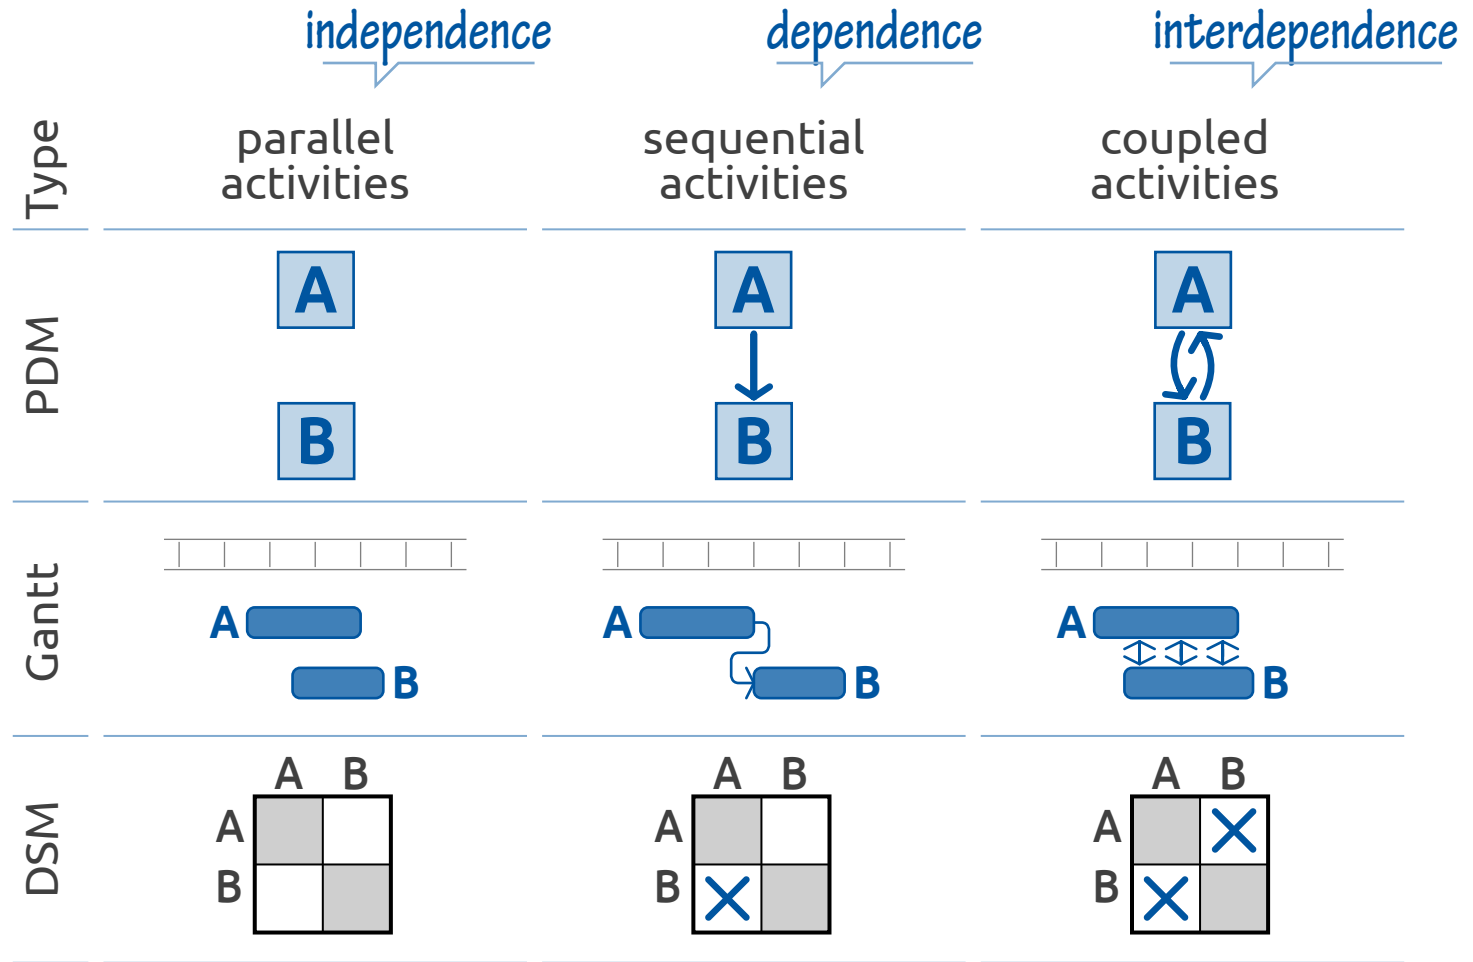 independence
dependence
interdependence
Type
parallel
activities
sequential
activities
coupled
activities
PDM
A
B
A
B
A
B
Gantt
A
B
A
B
A
B
DSM
A B
A
B
A B
A
B
A B
A
B